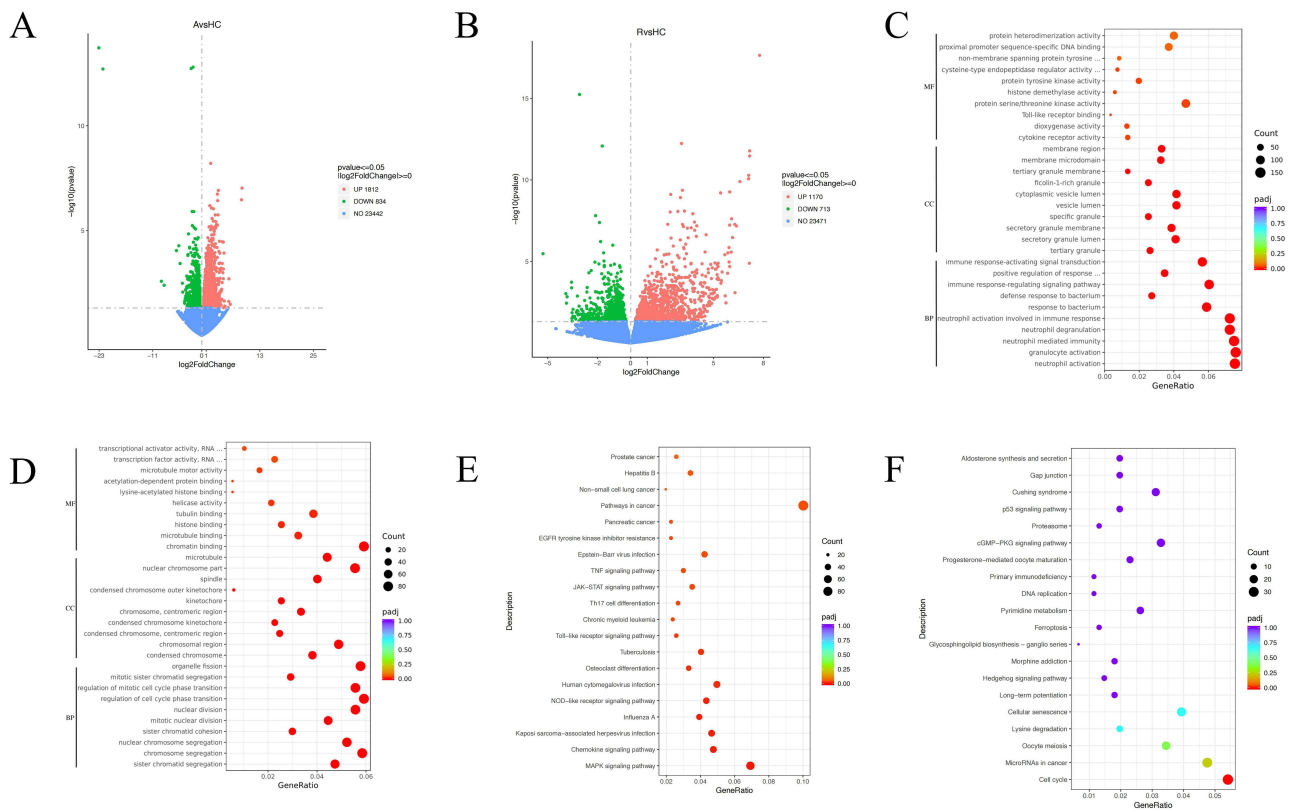 A
AvsHC
−log10(pvalue)
10
5
−23
−11
0
1
13
25
log2FoldChange
pvalue<=0.05
|log2FoldChange|>=0
UP 1812
DOWN 834
NO 23442
B
RvsHC
−log10(pvalue)
15
10
5
−5
0
1
6
8
log2FoldChange
pvalue<=0.05
|log2FoldChange|>=0
UP 1170
DOWN 713
NO 23471
C
MF
CC
BP
protein heterodimerization activity
proximal promoter sequence-specific DNA binding
non-membrane spanning protein tyrosine ...
cysteine-type endopeptidase regulator activity ...
protein tyrosine kinase activity
histone demethylase activity
protein serine/threonine kinase activity
Toll-like receptor binding
dioxygenase activity
cytokine receptor activity
membrane region
membrane microdomain
tertiary granule membrane
ficolin-1-rich granule
cytoplasmic vesicle lumen
vesicle lumen
specific granule
secretory granule membrane
secretory granule lumen
tertiary granule
immune response-activating signal transduction
positive regulation of response ...
immune response-regulating signaling pathway
defense response to bacterium
response to bacterium
neutrophil activation involved in immune response
neutrophil degranulation
neutrophil mediated immunity
granulocyte activation
neutrophil activation
0.00 0.02 0.04 0.06
GeneRatio
Count
50
100
150
padj
1.00
0.75
0.50
0.25
0.00
D
MF
CC
BP
transcriptional activator activity, RNA ...
transcription factor activity, RNA ...
microtubule motor activity
acetylation-dependent protein binding
lysine-acetylated histone binding
helicase activity
tubulin binding
histone binding
microtubule binding
chromatin binding
microtubule
nuclear chromosome part
spindle
condensed chromosome outer kinetochore
kinetochore
chromosome, centromeric region
condensed chromosome kinetochore
condensed chromosome, centromeric region
chromosomal region
condensed chromosome
organelle fission
mitotic sister chromatid segregation
regulation of mitotic cell cycle phase transition
regulation of cell cycle phase transition
nuclear division
mitotic nuclear division
sister chromatid cohesion
nuclear chromosome segregation
chromosome segregation
sister chromatid segregation
0.02 0.04 0.06
GeneRatio
Count
20
40
60
80
padj
1.00
0.75
0.50
0.25
0.00
E
Description
Prostate cancer
Hepatitis B
Non−small cell lung cancer
Pathways in cancer
Pancreatic cancer
EGFR tyrosine kinase inhibitor resistance
Epstein−Barr virus infection
TNF signaling pathway
JAK−STAT signaling pathway
Th17 cell differentiation
Chronic myeloid leukemia
Toll−like receptor signaling pathway
Tuberculosis
Osteoclast differentiation
Human cytomegalovirus infection
NOD−like receptor signaling pathway
Influenza A
Kaposi sarcoma−associated herpesvirus infection
Chemokine signaling pathway
MAPK signaling pathway
0.02 0.04 0.06 0.08 0.10
GeneRatio
Count
20
40
60
80
padj
1.00
0.75
0.50
0.25
0.00
F
Description
Aldosterone synthesis and secretion
Gap junction
Cushing syndrome
p53 signaling pathway
Proteasome
cGMP−PKG signaling pathway
Progesterone−mediated oocyte maturation
Primary immunodeficiency
DNA replication
Pyrimidine metabolism
Ferroptosis
Glycosphingolipid biosynthesis − ganglio series
Morphine addiction
Hedgehog signaling pathway
Long−term potentiation
Cellular senescence
Lysine degradation
Oocyte meiosis
MicroRNAs in cancer
Cell cycle
0.01 0.02 0.03 0.04 0.05
GeneRatio
Count
10
20
30
padj
1.00
0.75
0.50
0.25
0.00